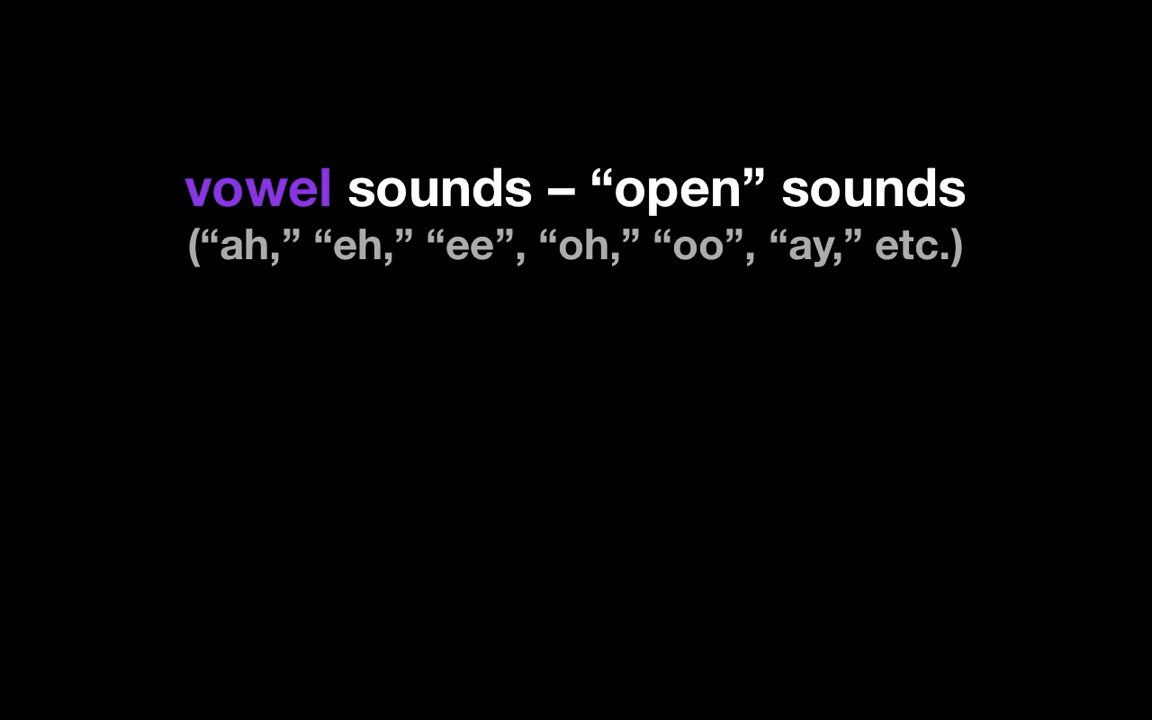 vowel sounds – “open” sounds
(“ah,” “eh,” “ee”, “oh,” “oo”, “ay,” etc.)